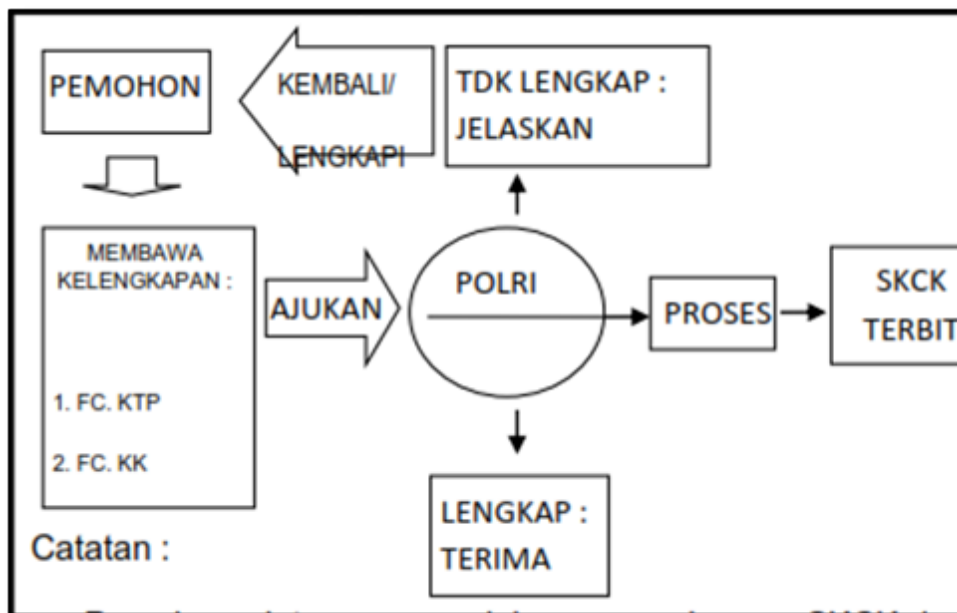 PEMOHON
KEMBALI/
LENGKAPI
TDK LENGKAP :
JELASKAN
MEMBAWA
KELENGKAPAN :
1. FC. KTP
2. FC. KK
AJUKAN
POLRI
PROSES
SKCK
TERBIT
LENGKAP :
TERIMA
Catatan :